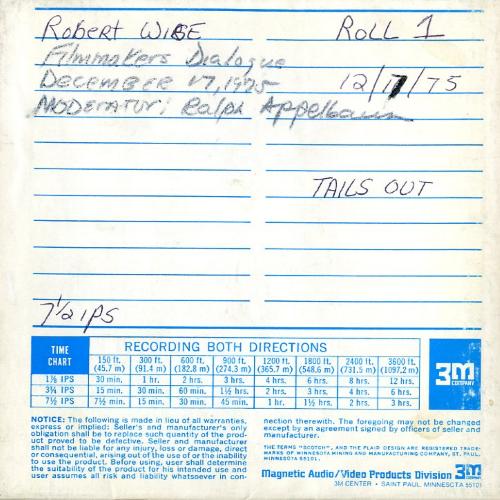 Robert WISE
Filmmakers Dialogue
December 17, 1975
Moderator: Ralph Appelbaum
ROLL 1
12/17/75
TAILS OUT
7 1/2 IPS
TIME CHART
RECORDING BOTH DIRECTIONS
150 ft. (45.7 m) 300 ft. (91.4 m) 600 ft. (182.8 m) 900 ft. (274.3 m) 1200 ft. (365.7 m) 1800 ft. (548.6 m) 2400 ft. (731.5 m) 3600 ft. (1097.2 m)
1⅞ IPS 30 min. 1 hr. 2 hrs. 3 hrs. 4 hrs. 6 hrs. 8 hrs. 12 hrs.
3¾ IPS 15 min. 30 min. 60 min. 1½ hrs. 2 hrs. 3 hrs. 4 hrs. 6 hrs.
7½ IPS 7½ min. 15 min. 30 min. 45 min. 1 hr. 1½ hrs. 2 hrs. 3 hrs.
3M
COMPANY
NOTICE: The following is made in lieu of all warranties,
express or implied: Seller's and manufacturer's only
obligation shall be to replace such quantity of the prod-
uct proved to be defective. Seller and manufacturer
shall not be liable for any injury, loss or damage, direct
or consequential, arising out of the use of or the inability
to use the product. Before using, user shall determine
the suitability of the product for his intended use and
user assumes all risk and liability whatsoever in con-
nection therewith. The foregoing may not be changed
except by an agreement signed by officers of seller and
manufacturer.
THE TERMS "SCOTCH", AND THE PLAID DESIGN ARE REGISTERED TRADE-
MARKS OF MINNESOTA MINING AND MANUFACTURING COMPANY, ST. PAUL,
MINNESOTA 55101.
Magnetic Audio/Video Products Division 3M COMPANY
3M CENTER • SAINT PAUL, MINNESOTA 55101